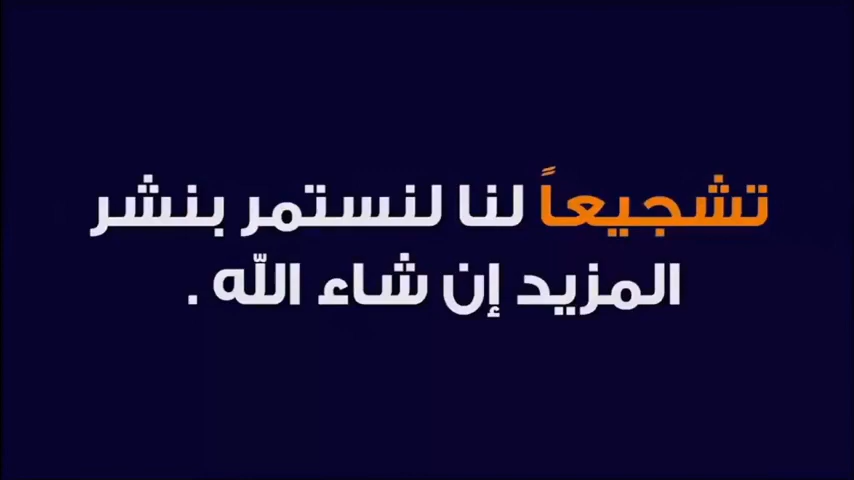 تشجيعاً لنا لنستمر بنشر
المزيد إن شاء الله .